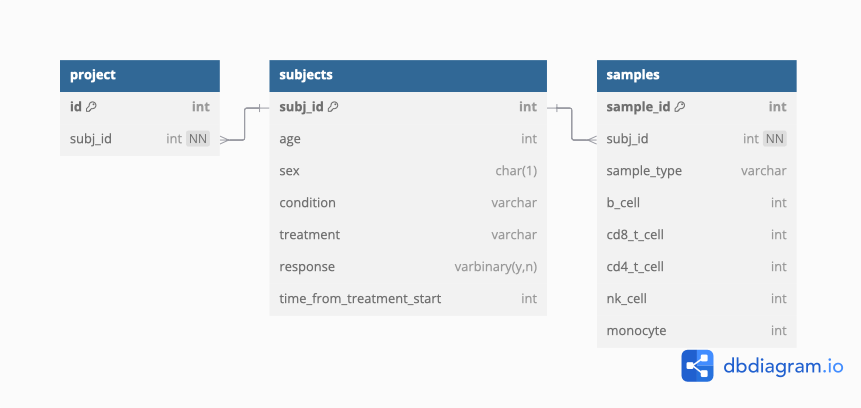 project
id int
subj_id int NN
subjects
subj_id int
age int
sex char(1)
condition varchar
treatment varchar
response varbinary(y,n)
time_from_treatment_start int
samples
sample_id int
subj_id int NN
sample_type varchar
b_cell int
cd8_t_cell int
cd4_t_cell int
nk_cell int
monocyte int
dbdiagram.io